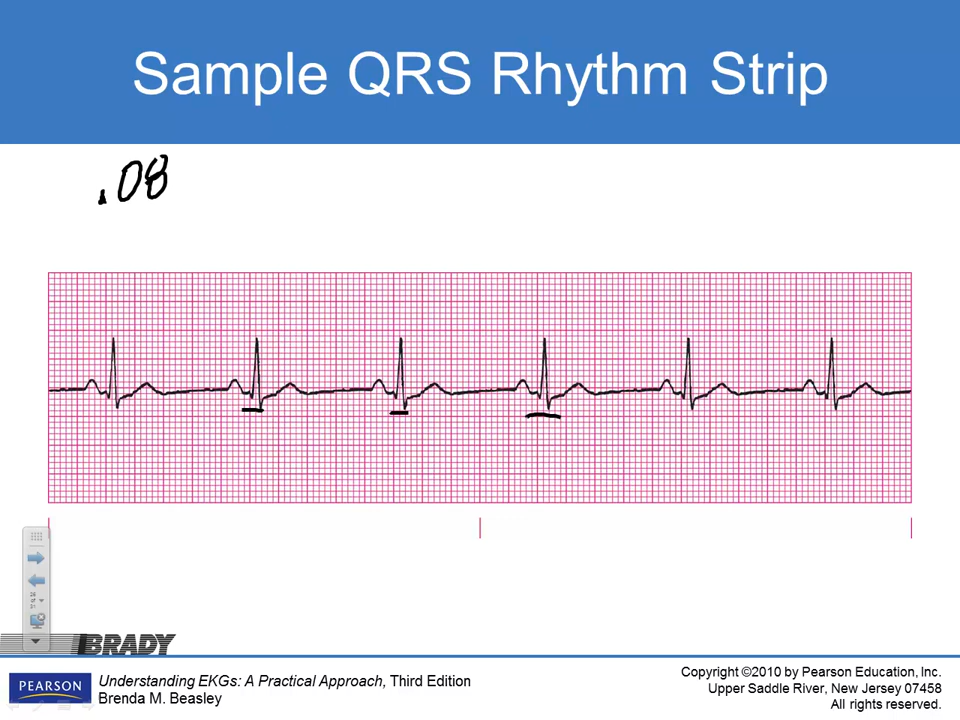 Sample QRS Rhythm Strip
.08
BRADY
PEARSON
Understanding EKGs: A Practical Approach, Third Edition
Brenda M. Beasley
Copyright ©2010 by Pearson Education, Inc.
Upper Saddle River, New Jersey 07458
All rights reserved.